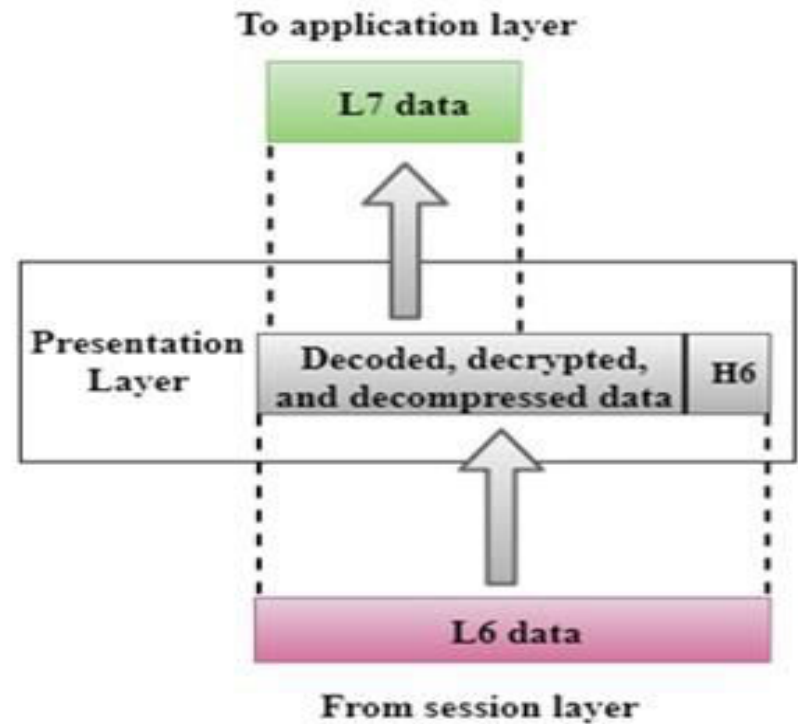 To application layer
L7 data
Presentation
Layer
Decoded, decrypted,
and decompressed data
H6
L6 data
From session layer